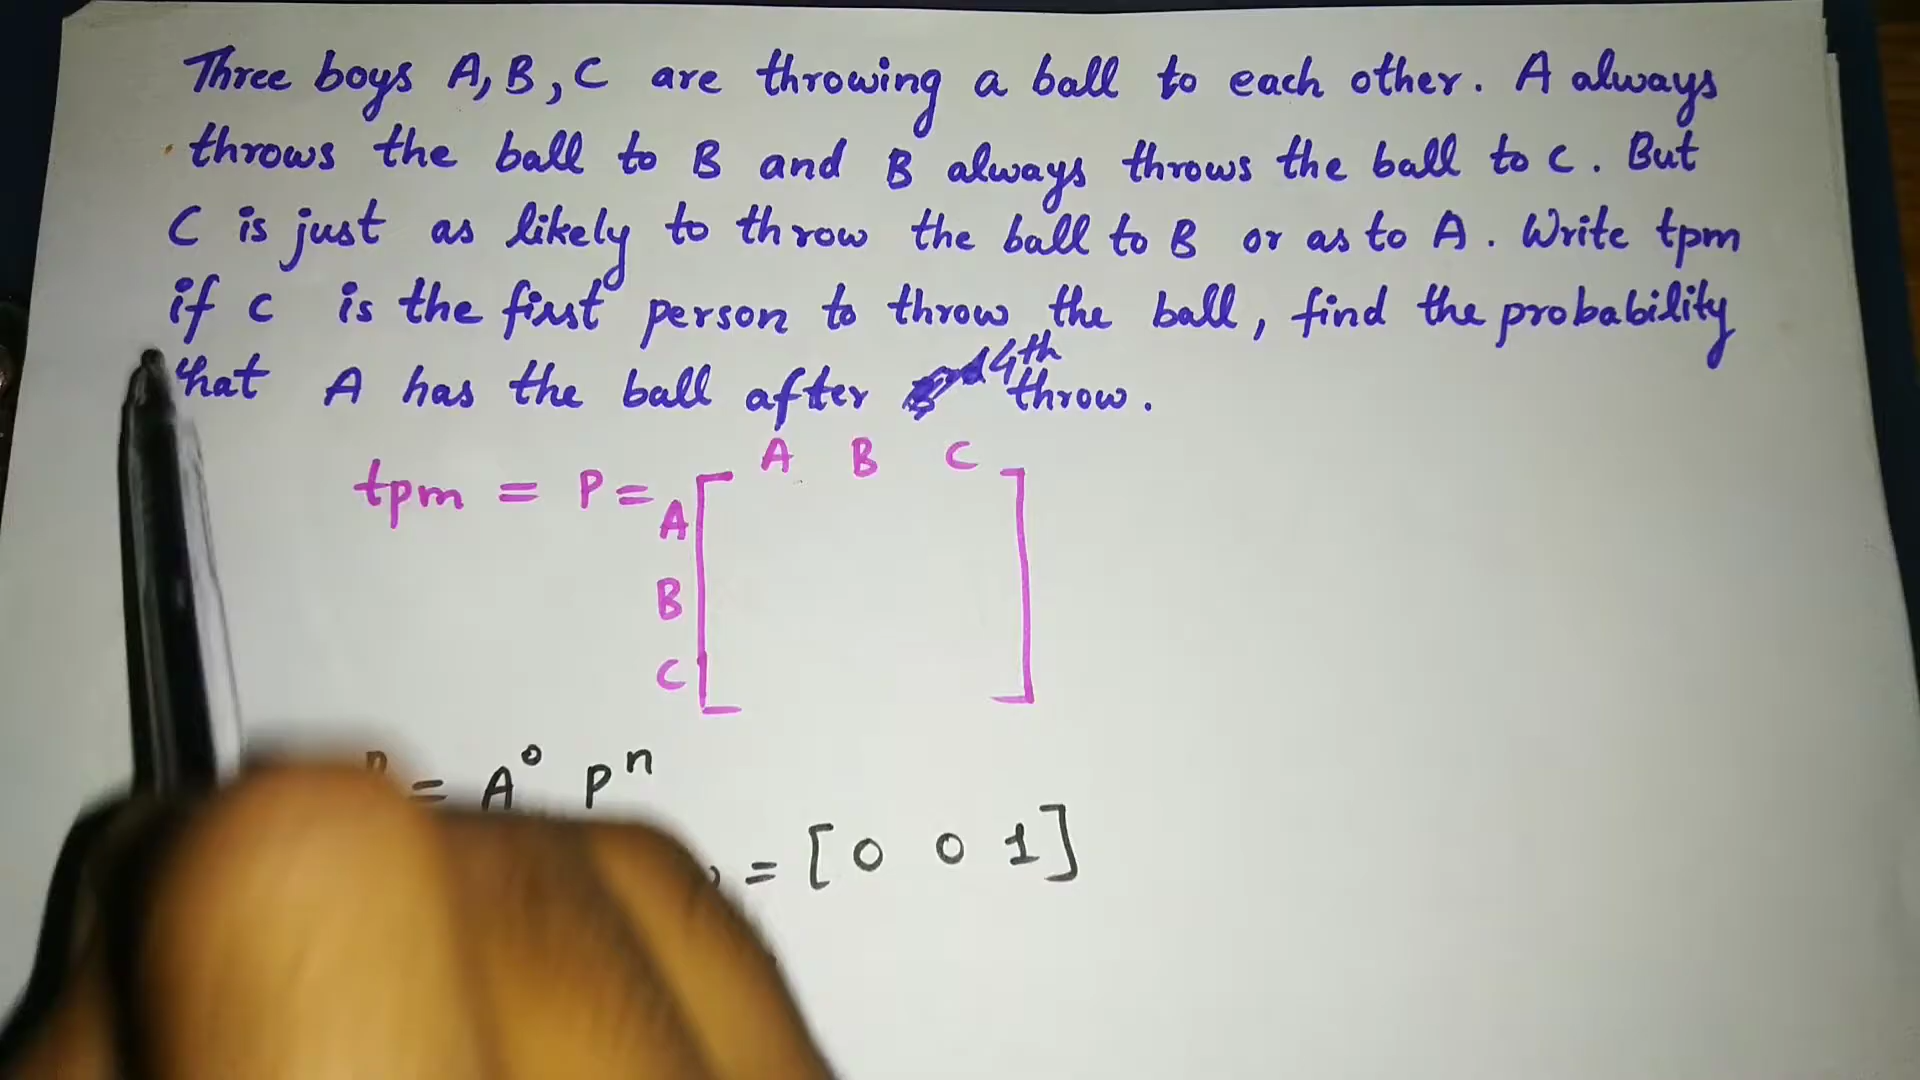 Three boys A, B, C are throwing a ball to each other. A always
throws the ball to B and B always throws the ball to C. But
C is just as likely to throw the ball to B or as to A. Write tpm
if C is the first person to throw the ball, find the probability
that A has the ball after 4th throw.
A B C
tpm = P =
A
B
C
= A⁰ Pⁿ
= [0 0 1]